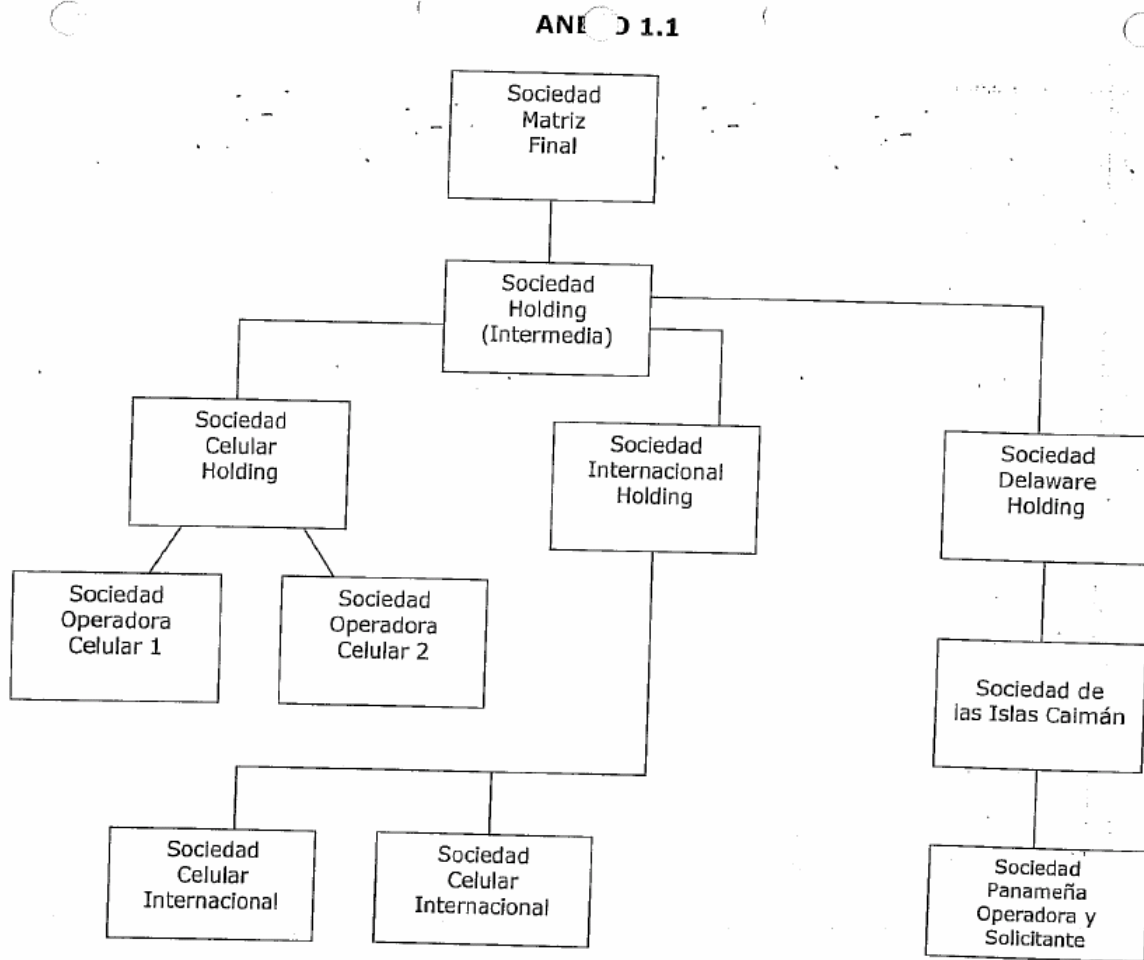 ANEXO 1.1
Sociedad
Matriz
Final
Sociedad
Holding
(Intermedia)
Sociedad
Celular
Holding
Sociedad
Internacional
Holding
Sociedad
Delaware
Holding
Sociedad
Operadora
Celular 1
Sociedad
Operadora
Celular 2
Sociedad de
las Islas Caimán
Sociedad
Celular
Internacional
Sociedad
Celular
Internacional
Sociedad
Panameña
Operadora y
Solicitante